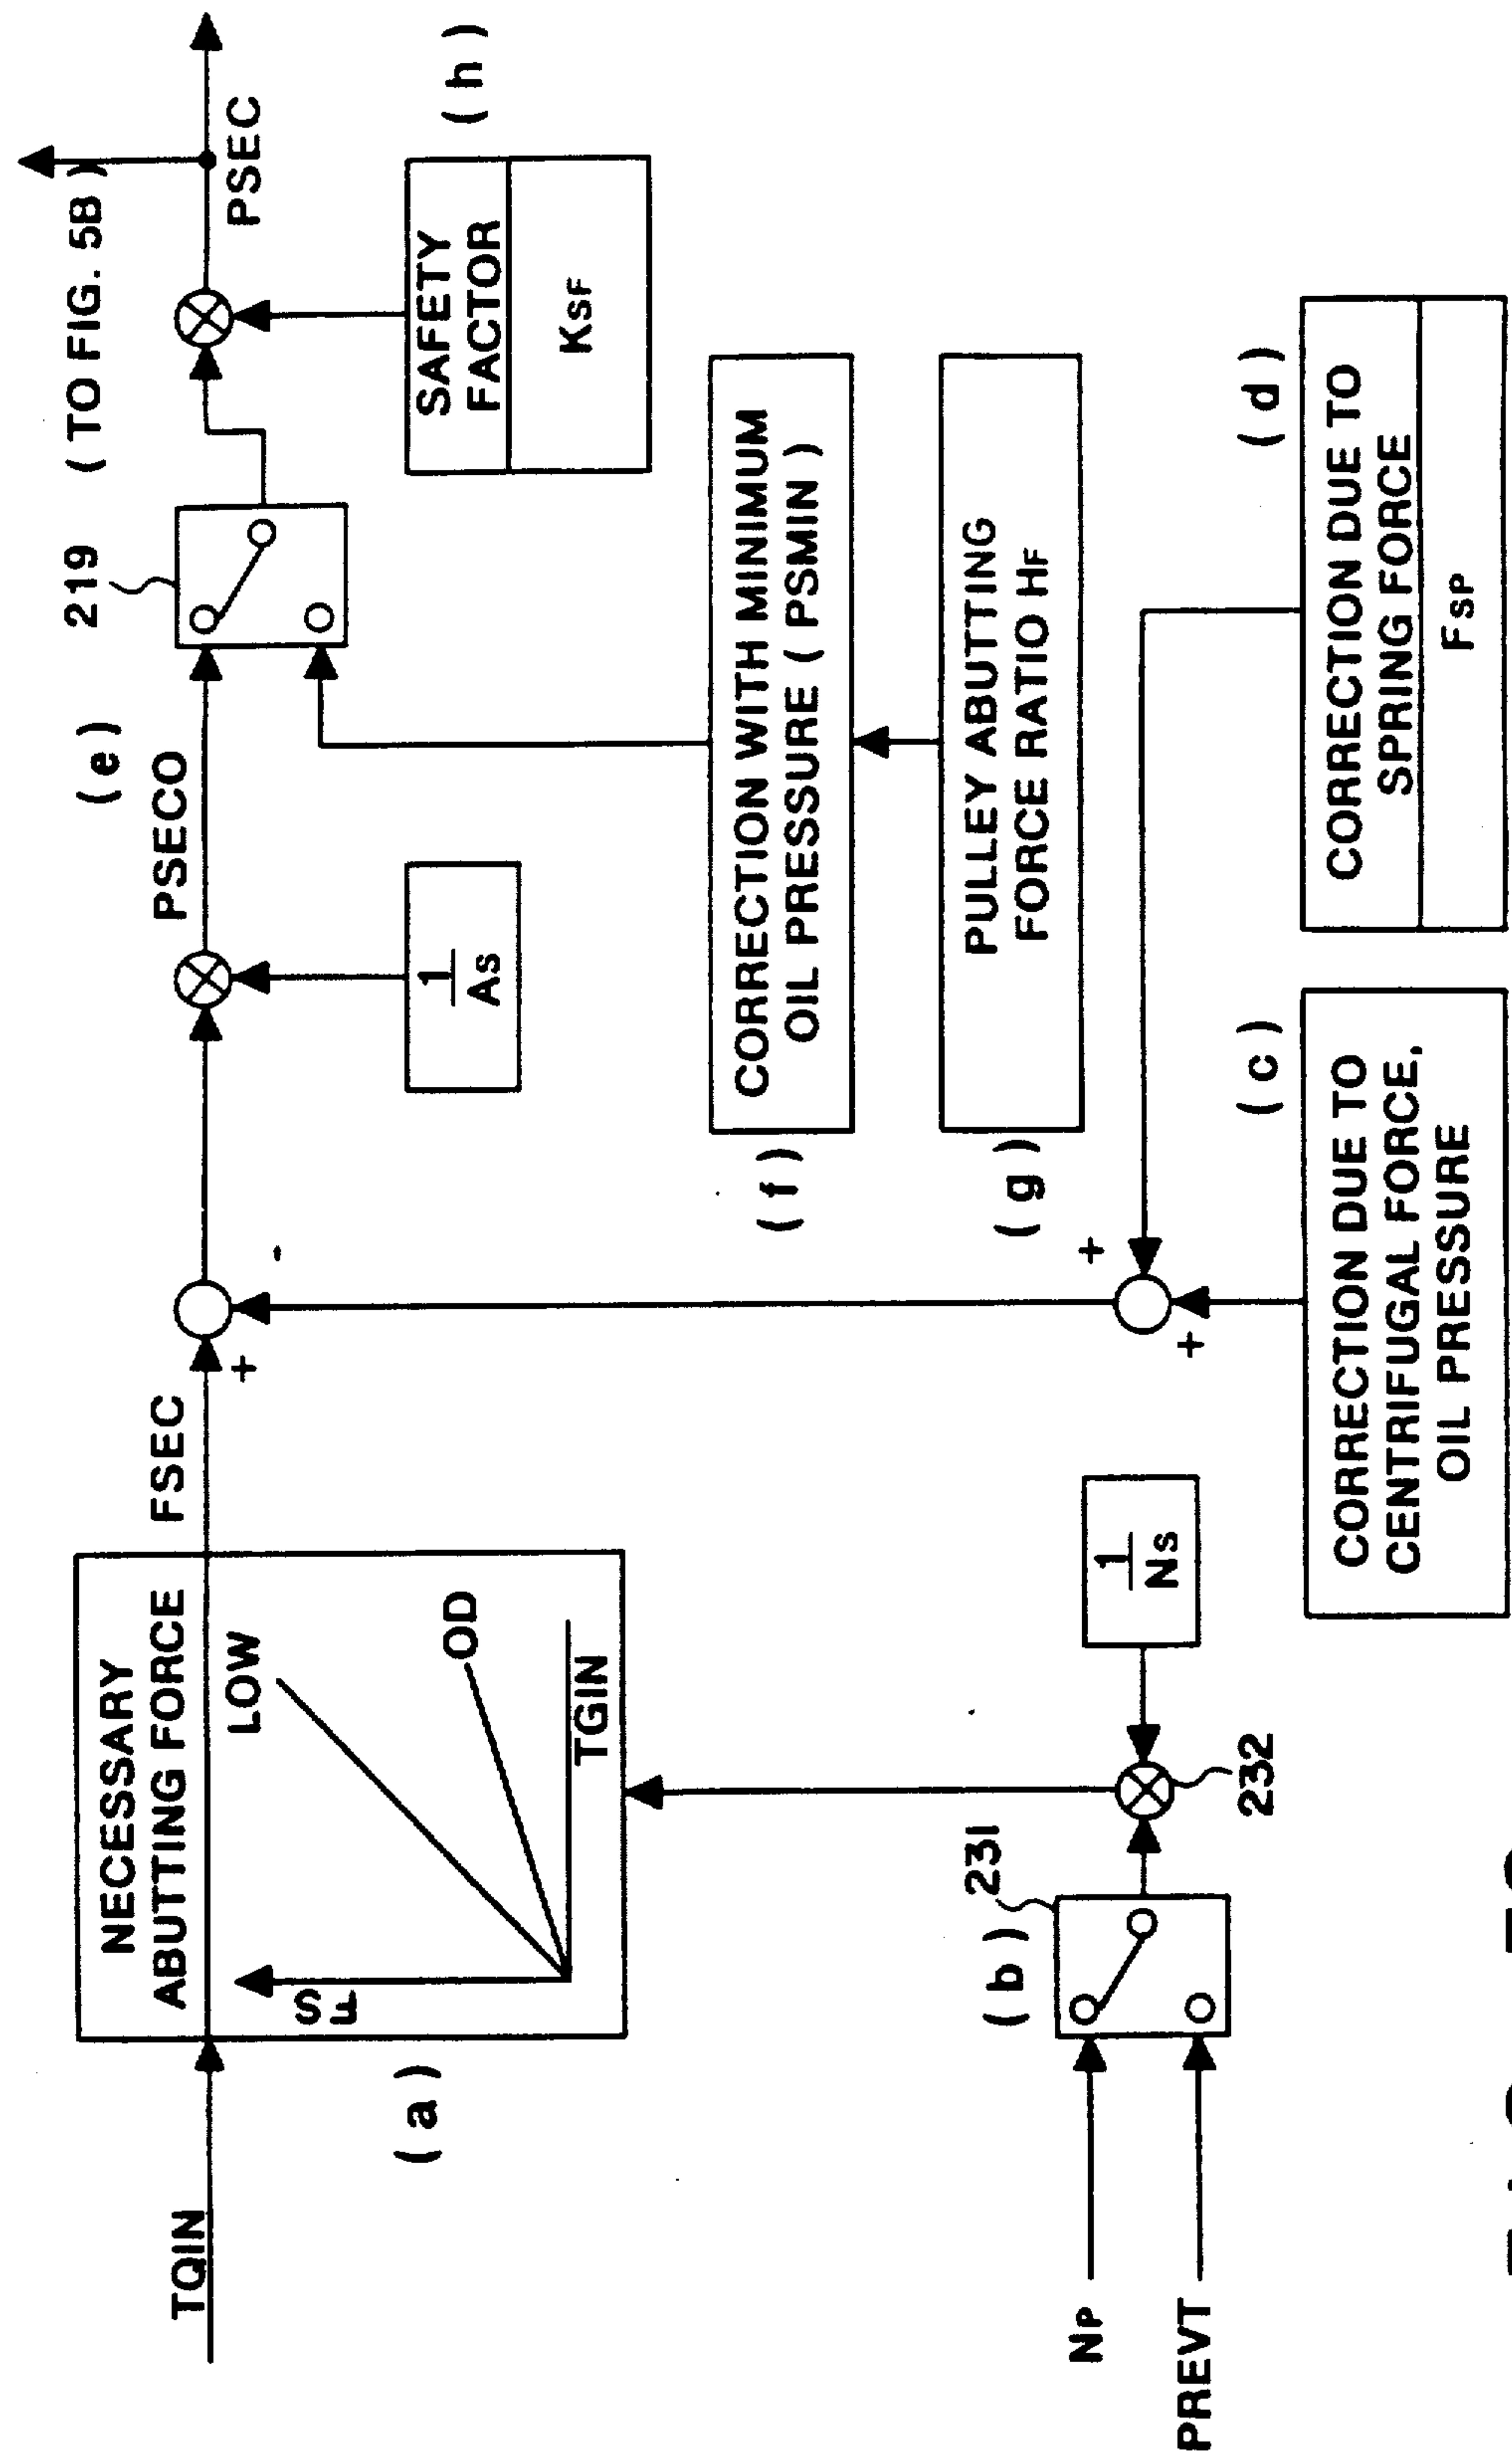 TQIN
( a )
NECESSARY
ABUTTING FORCE
FS
LOW
OD
TGIN
FSEC
+
-
1
As
PSECO
( e )
219
( TO FIG. 5B )
PSEC
SAFETY
FACTOR
KSF
( h )
CORRECTION WITH MINIMUM
OIL PRESSURE ( PSMIN )
( f )
PULLEY ABUTTING
FORCE RATIO HF
( g )
NP
PREVT
( b )
231
232
1
Ns
+
+
( c )
CORRECTION DUE TO
CENTRIFUGAL FORCE,
OIL PRESSURE
( d )
CORRECTION DUE TO
SPRING FORCE
FSP